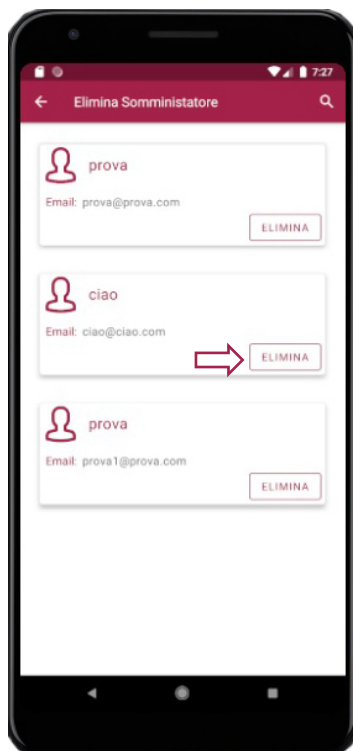 7:27
Elimina Somministatore
prova
Email: prova@prova.com
ELIMINA
ciao
Email: ciao@ciao.com
ELIMINA
prova
Email: prova1@prova.com
ELIMINA